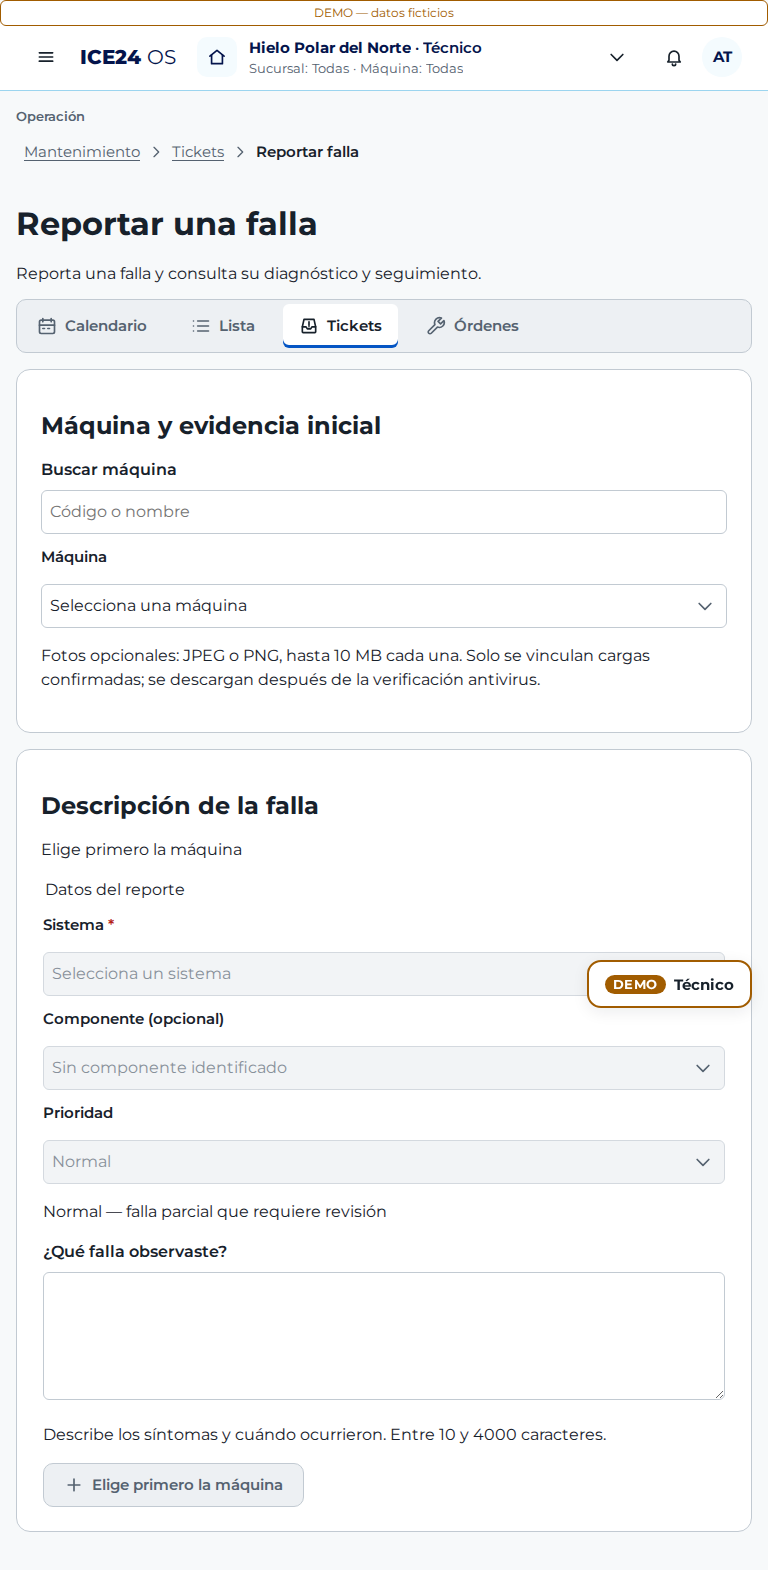 DEMO — datos ficticios
ICE24 OS
Hielo Polar del Norte · Técnico
Sucursal: Todas · Máquina: Todas
AT
Operación
Mantenimiento > Tickets > Reportar falla
Reportar una falla
Reporta una falla y consulta su diagnóstico y seguimiento.
Calendario Lista Tickets Órdenes
Máquina y evidencia inicial
Buscar máquina
Código o nombre
Máquina
Selecciona una máquina
Fotos opcionales: JPEG o PNG, hasta 10 MB cada una. Solo se vinculan cargas
confirmadas; se descargan después de la verificación antivirus.
Descripción de la falla
Elige primero la máquina
Datos del reporte
Sistema *
Selecciona un sistema
DEMO Técnico
Componente (opcional)
Sin componente identificado
Prioridad
Normal
Normal — falla parcial que requiere revisión
¿Qué falla observaste?
Describe los síntomas y cuándo ocurrieron. Entre 10 y 4000 caracteres.
Elige primero la máquina